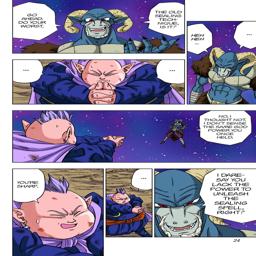 GO
AHEAD.
DO YOUR
WORST.
THE OLD
SEALING
TECH-
NIQUE,
IS IT?
HEH
HEH
...
...
...
NO, I
THOUGHT NOT.
I DON'T SENSE
THE SAME GOD
POWER YOU
ONCE
HELD.
YOU'RE
SHARP.
...
I DARE-
SAY YOU
LACK THE
POWER TO
UNLEASH
THE
SEALING
SPELL,
RIGHT?
24